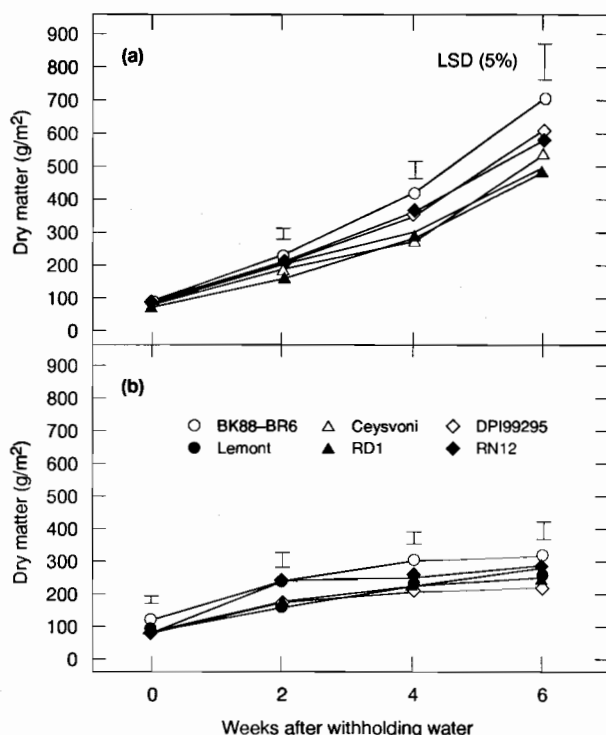 (a)
LSD (5%)
900
800
700
600
500
400
300
200
100
0
Dry matter (g/m²)
(b)
BK88–BR6 Ceysvoni DPI99295
Lemont RD1 RN12
900
800
700
600
500
400
300
200
100
0
Dry matter (g/m²)
0 2 4 6
Weeks after withholding water